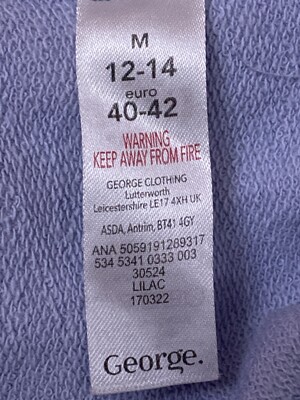 M
12-14
euro
40-42
WARNING
KEEP AWAY FROM FIRE
GEORGE CLOTHING
Lutterworth
Leicestershire LE17 4XH UK
ASDA, Antrim, BT41 4GY
ANA 5059191289317
534 5341 0333 003
30524
LILAC
170322
George.